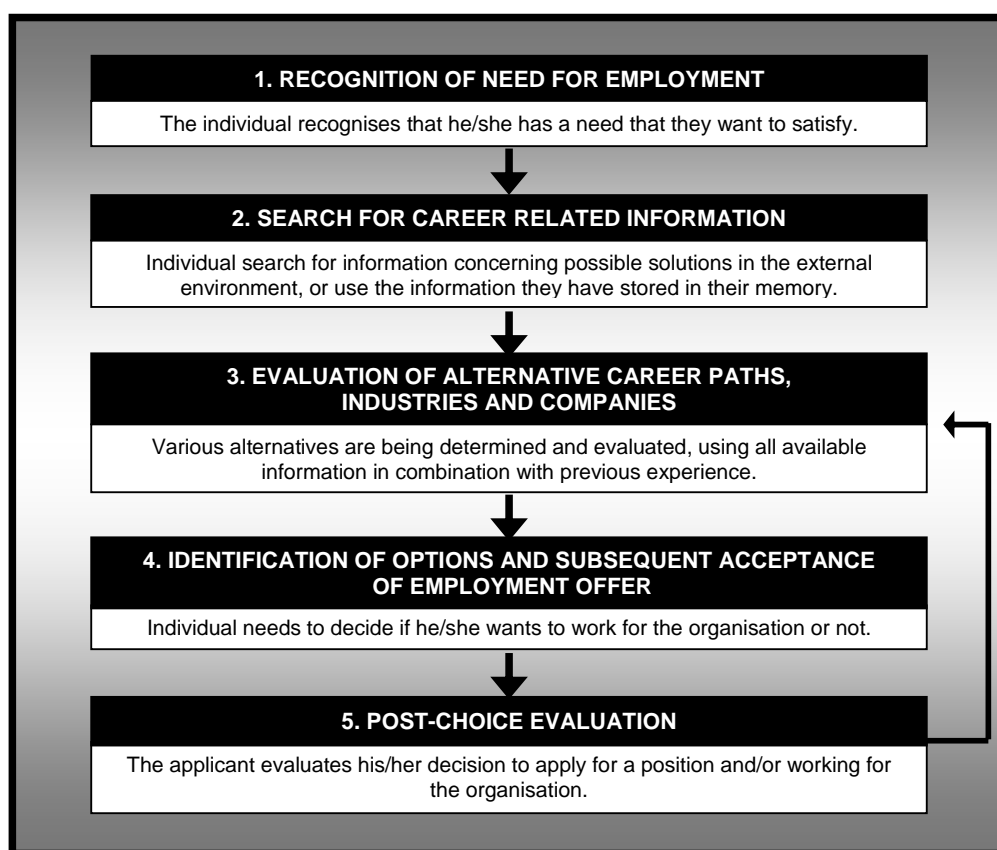 1. RECOGNITION OF NEED FOR EMPLOYMENT
The individual recognises that he/she has a need that they want to satisfy.
2. SEARCH FOR CAREER RELATED INFORMATION
Individual search for information concerning possible solutions in the external
environment, or use the information they have stored in their memory.
3. EVALUATION OF ALTERNATIVE CAREER PATHS,
INDUSTRIES AND COMPANIES
Various alternatives are being determined and evaluated, using all available
information in combination with previous experience.
4. IDENTIFICATION OF OPTIONS AND SUBSEQUENT ACCEPTANCE
OF EMPLOYMENT OFFER
Individual needs to decide if he/she wants to work for the organisation or not.
5. POST-CHOICE EVALUATION
The applicant evaluates his/her decision to apply for a position and/or working for
the organisation.